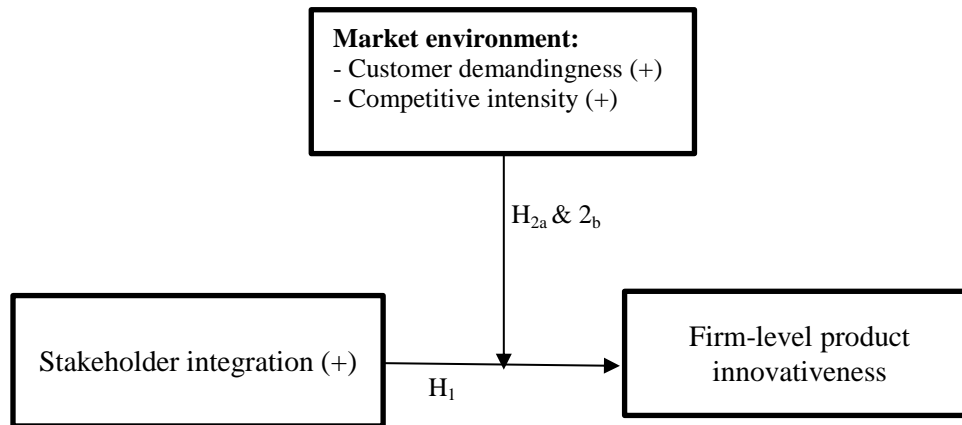 Market environment:
- Customer demandingness (+)
- Competitive intensity (+)
H2a & 2b
Stakeholder integration (+)
H1
Firm-level product
innovativeness